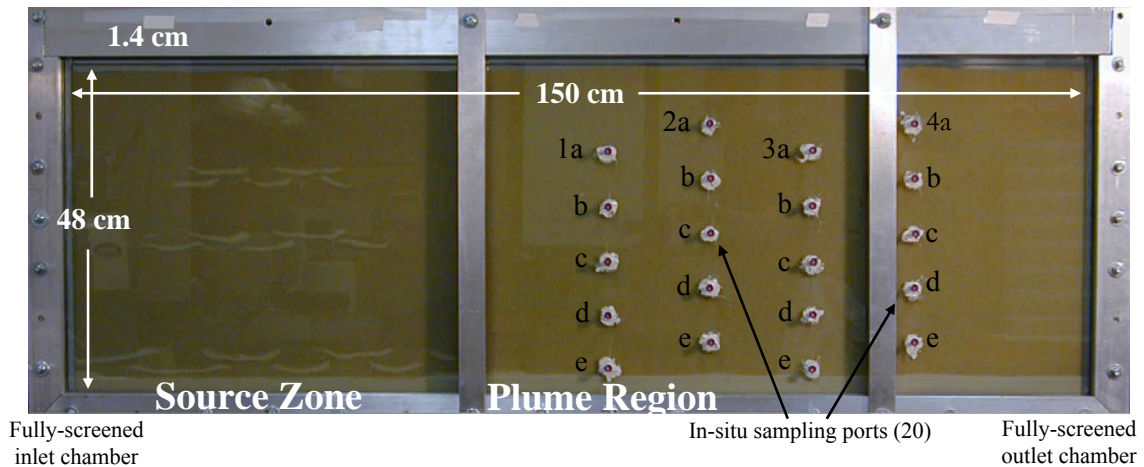 1.4 cm
150 cm
48 cm
2a
4a
1a
3a
b
b
b
b
c
c
c
c
d
d
d
d
e
e
e
e
Source Zone
Plume Region
In-situ sampling ports (20)
Fully-screened
inlet chamber
Fully-screened
outlet chamber